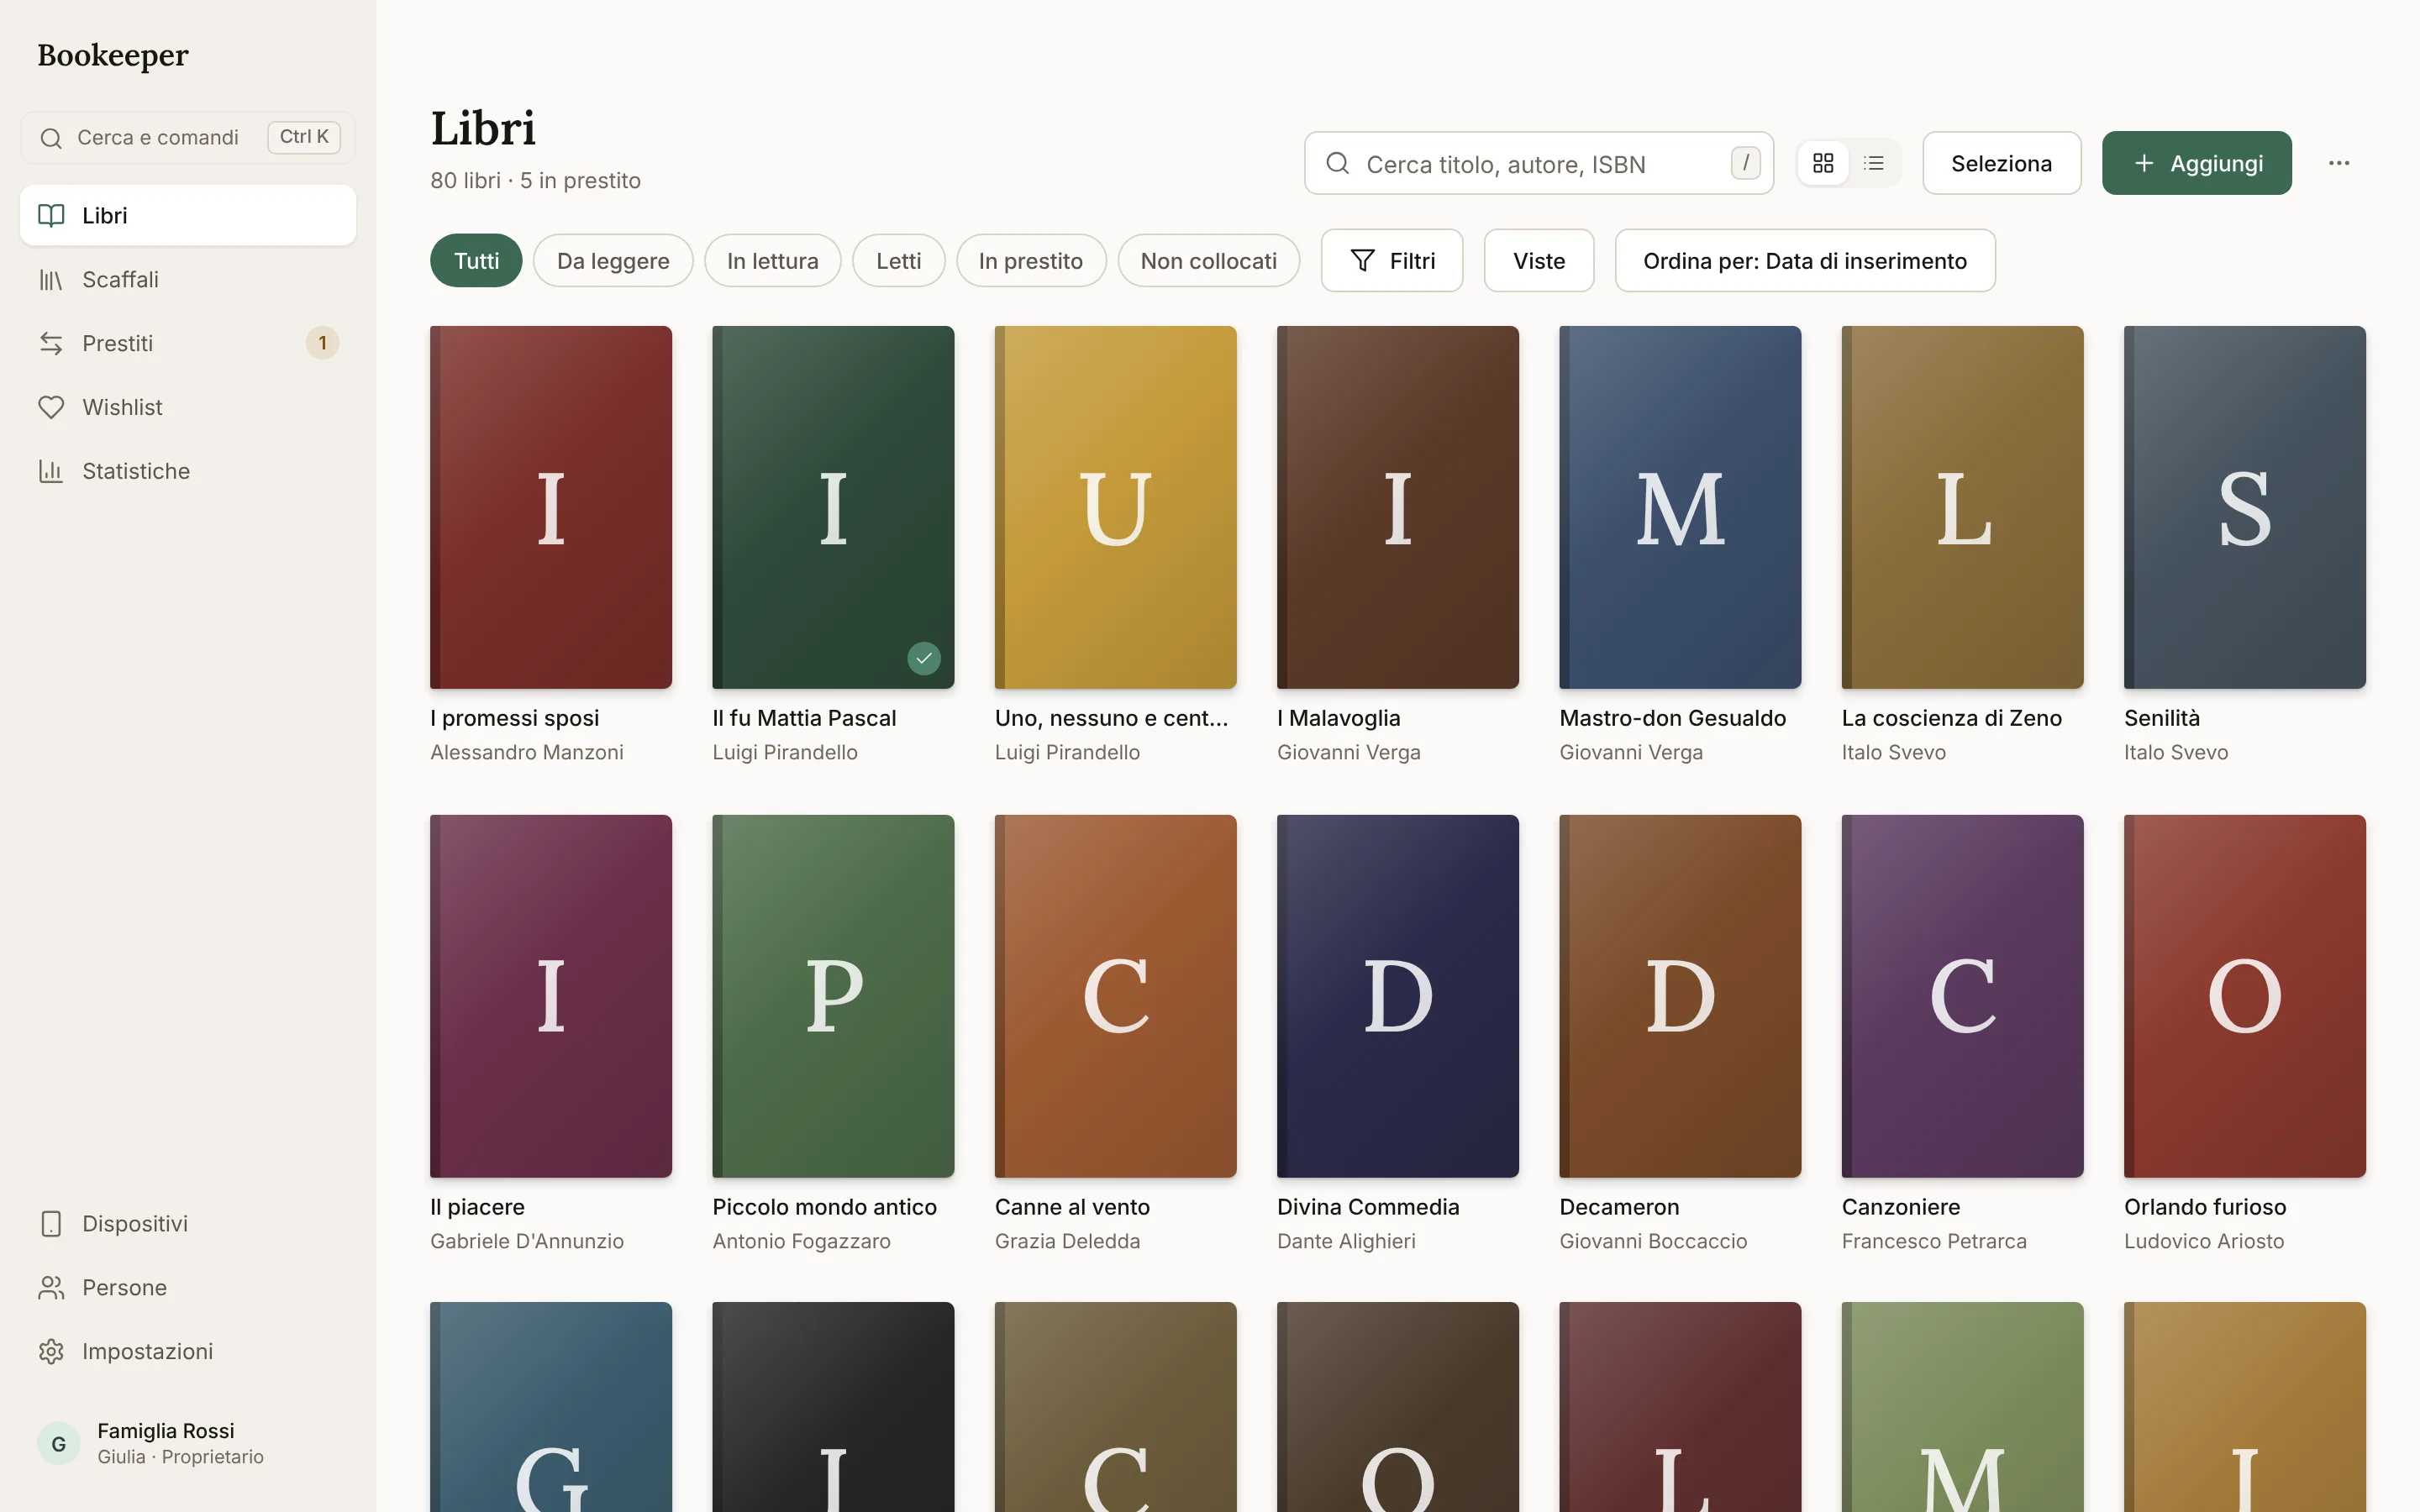 Bookeeper
Cerca e comandi
Ctrl K
Libri
Scaffali
Prestiti
1
Wishlist
Statistiche
Dispositivi
Persone
Impostazioni
G
Famiglia Rossi
Giulia · Proprietario
Libri
80 libri · 5 in prestito
Cerca titolo, autore, ISBN
/
Seleziona
Aggiungi
Tutti
Da leggere
In lettura
Letti
In prestito
Non collocati
Filtri
Viste
Ordina per: Data di inserimento
I
I
U
I
M
L
S
I promessi sposi
Alessandro Manzoni
Il fu Mattia Pascal
Luigi Pirandello
Uno, nessuno e cent...
Luigi Pirandello
I Malavoglia
Giovanni Verga
Mastro-don Gesualdo
Giovanni Verga
La coscienza di Zeno
Italo Svevo
Senilità
Italo Svevo
I
P
C
D
D
C
O
Il piacere
Gabriele D'Annunzio
Piccolo mondo antico
Antonio Fogazzaro
Canne al vento
Grazia Deledda
Divina Commedia
Dante Alighieri
Decameron
Giovanni Boccaccio
Canzoniere
Francesco Petrarca
Orlando furioso
Ludovico Ariosto
G
C
L
M